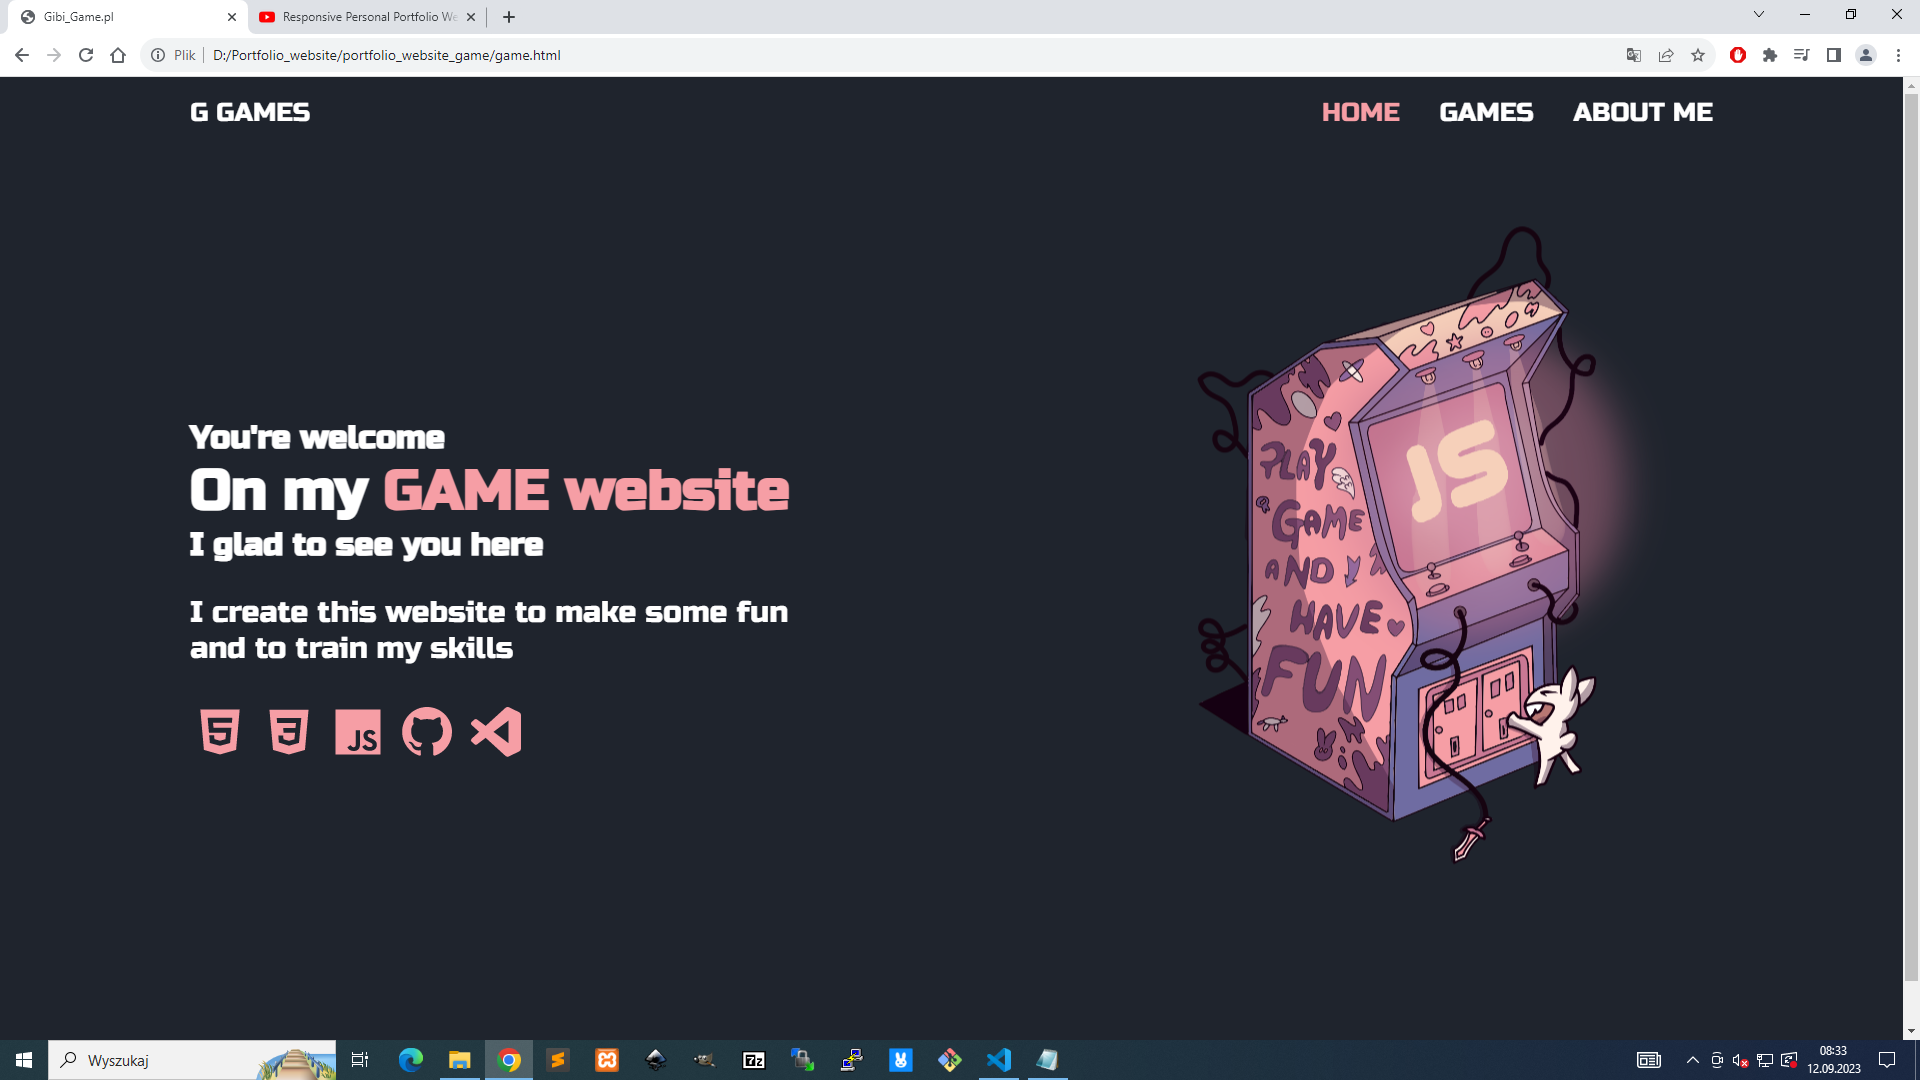 Gibi_Game.pl
Responsive Personal Portfolio We
Plik
D:/Portfolio_website/portfolio_website_game/game.html
G GAMES
HOME
GAMES
ABOUT ME
You're welcome
On my GAME website
I glad to see you here
I create this website to make some fun
and to train my skills
JS
JS
PLAY
GAME
AND
HAVE
FUN
Wyszukaj
7z
08:33
12.09.2023